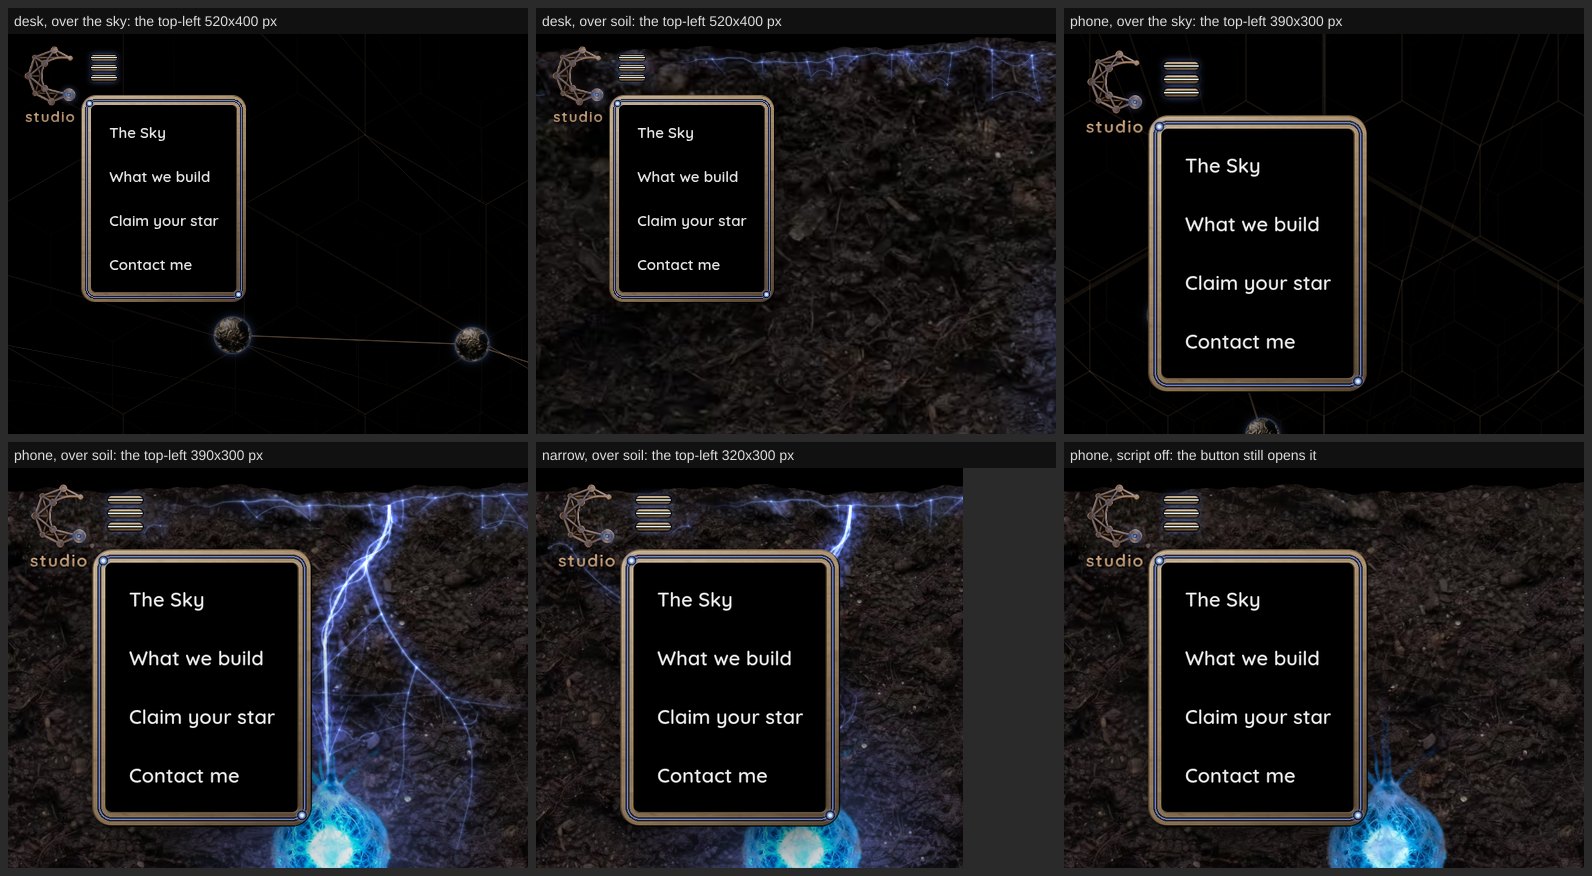 desk, over the sky: the top-left 520x400 px
studio
The Sky
What we build
Claim your star
Contact me
desk, over soil: the top-left 520x400 px
studio
The Sky
What we build
Claim your star
Contact me
phone, over the sky: the top-left 390x300 px
studio
The Sky
What we build
Claim your star
Contact me
phone, over soil: the top-left 390x300 px
studio
The Sky
What we build
Claim your star
Contact me
narrow, over soil: the top-left 320x300 px
studio
The Sky
What we build
Claim your star
Contact me
phone, script off: the button still opens it
studio
The Sky
What we build
Claim your star
Contact me